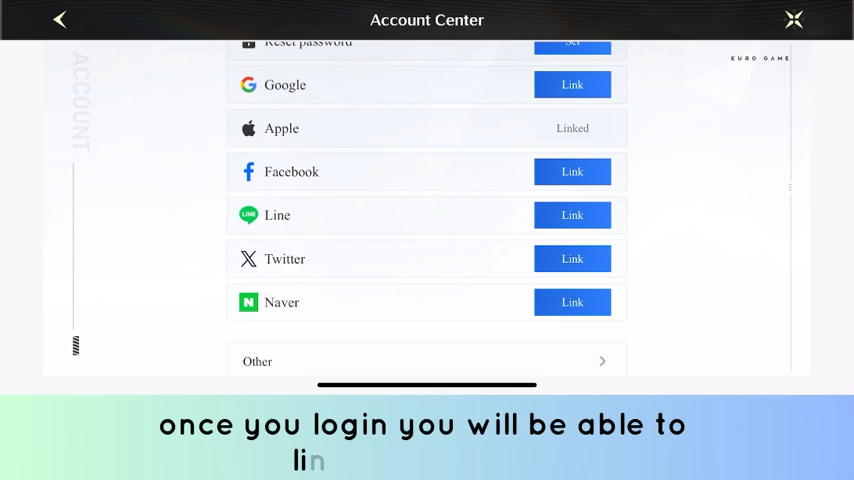 Account Center
Reset password
Set
KURO GAME
ACCOUNT
Google
Link
Apple
Linked
Facebook
Link
LINE
Line
Link
Twitter
Link
N
Naver
Link
Other
once you login you will be able to
lin